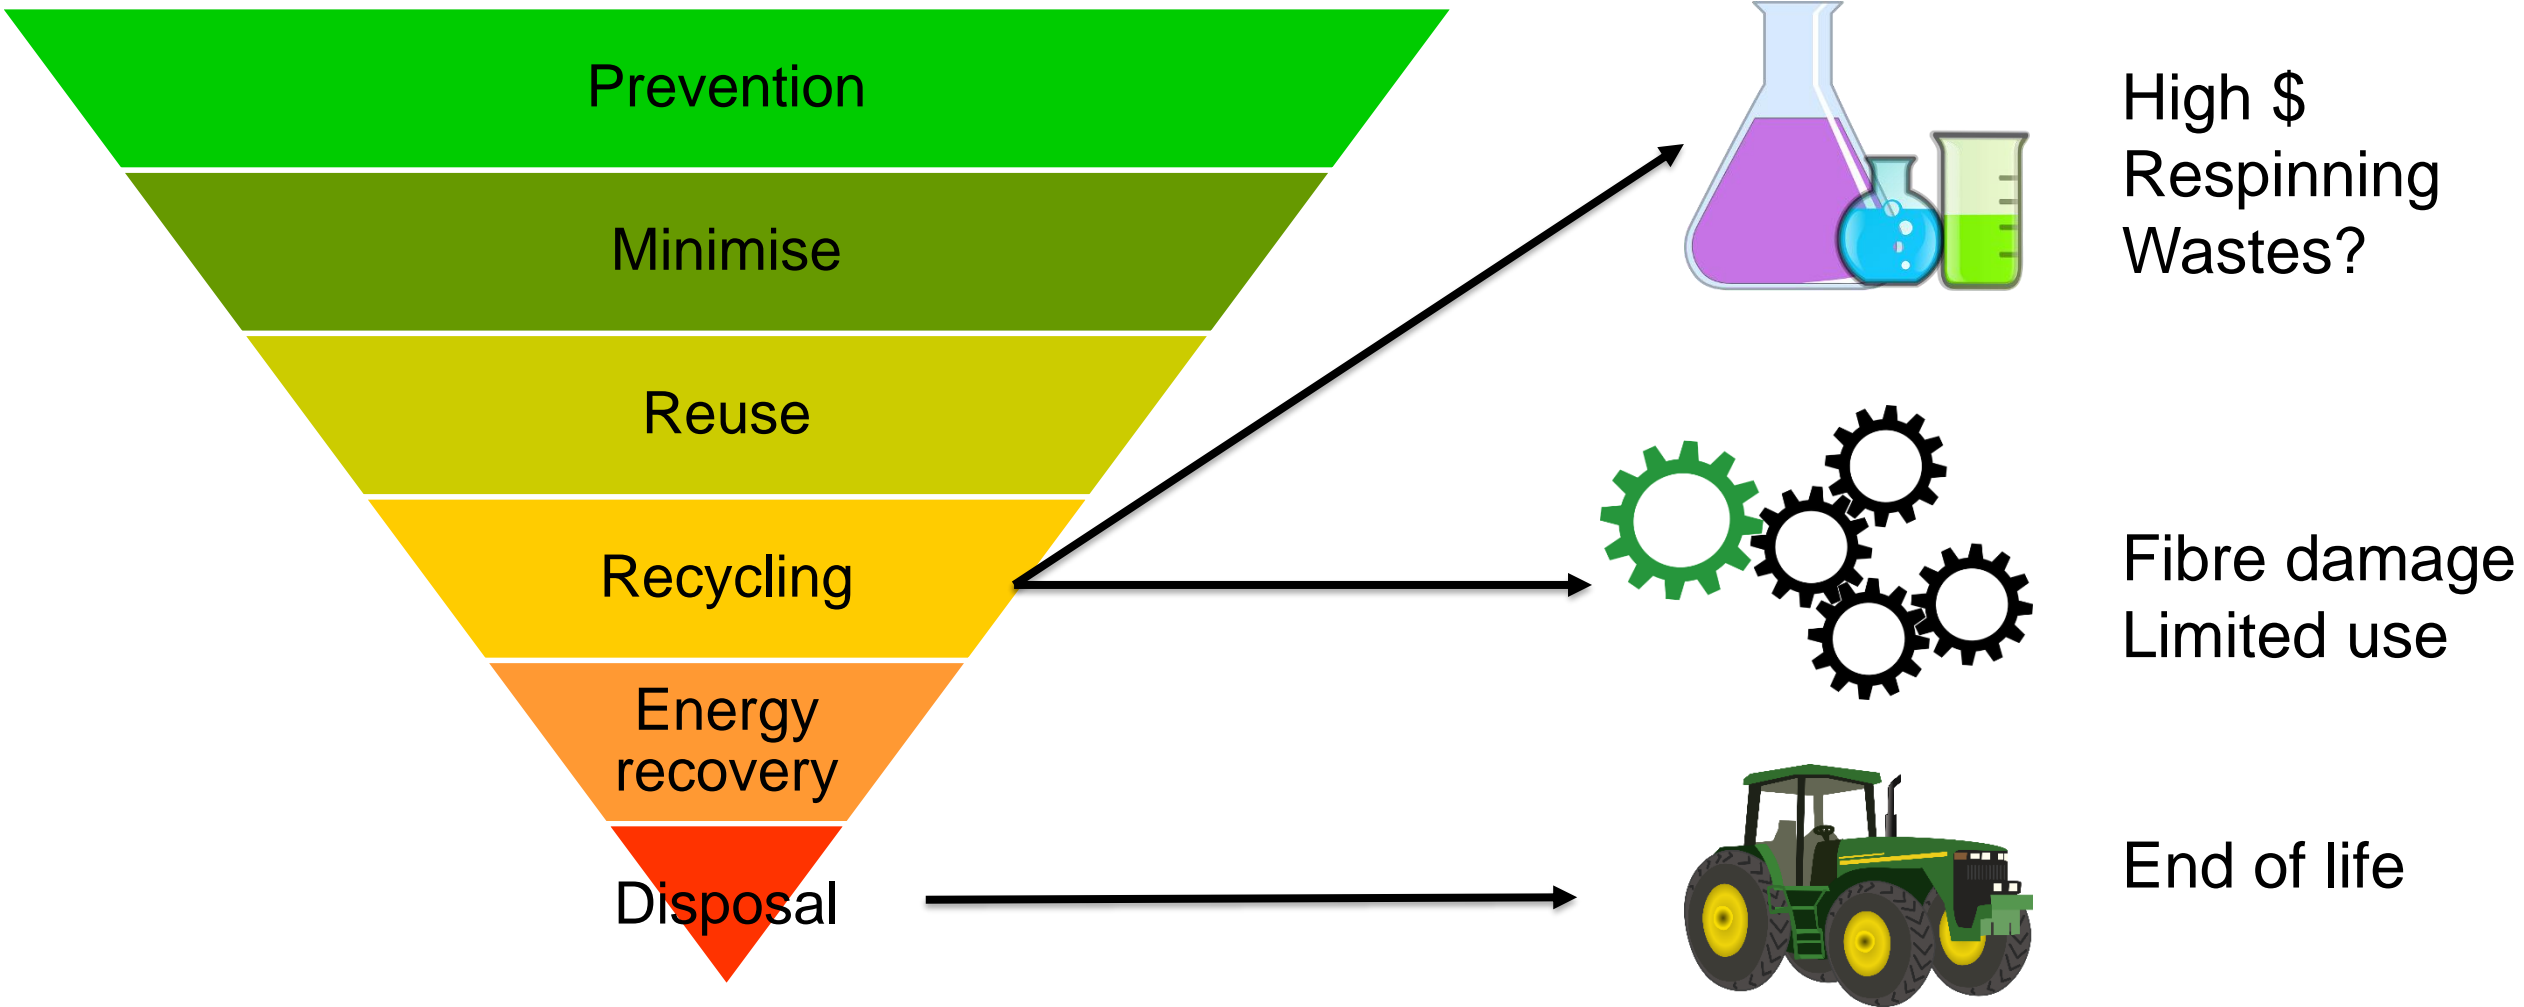 Prevention
Minimise
Reuse
Recycling
Energy
recovery
Disposal
High $
Respinning
Wastes?
Fibre damage
Limited use
End of life